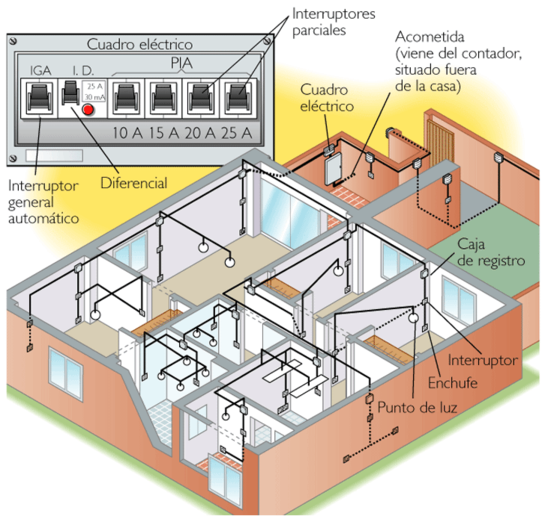 Interruptores
parciales
Cuadro eléctrico
IGA
I. D.
PIA
25 A
30 mA
10 A
15 A
20 A
25 A
Acometida
(viene del contador,
situado fuera
de la casa)
Cuadro
eléctrico
Interruptor
general
automático
Diferencial
Caja
de registro
Interruptor
Enchufe
Punto de luz